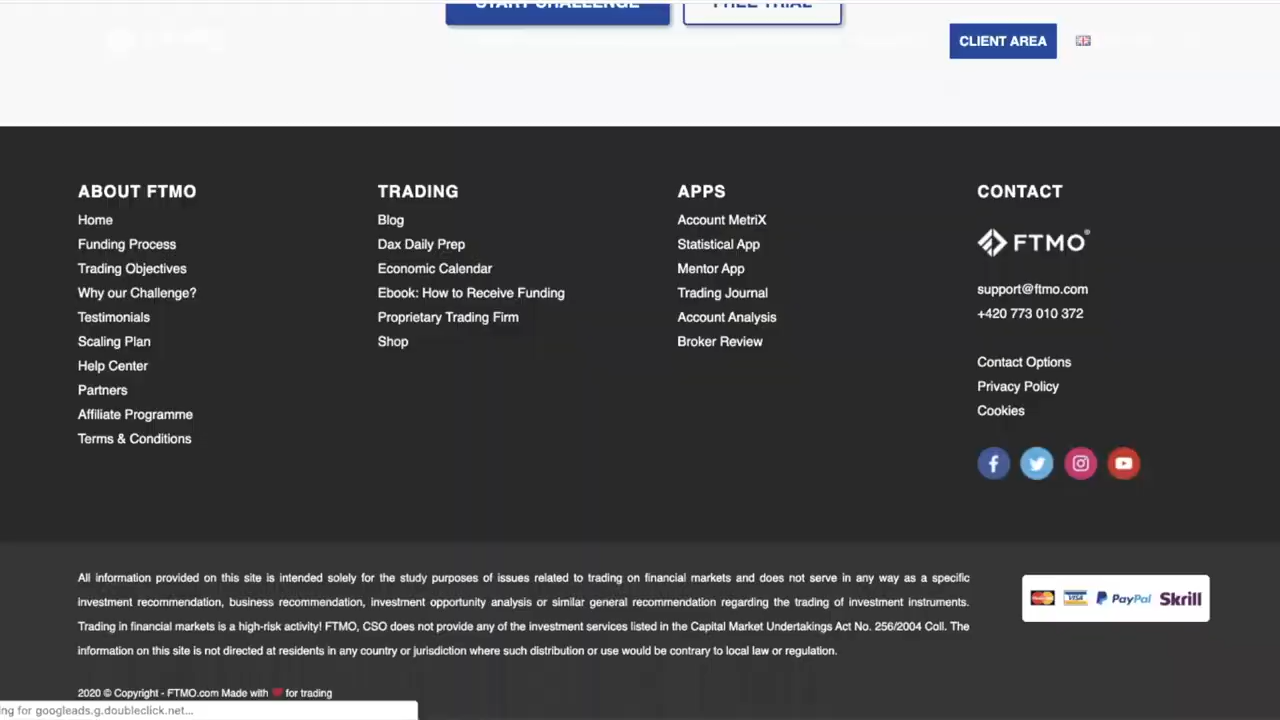 START CHALLENGE
FREE TRIAL
CLIENT AREA
ABOUT FTMO
Home
Funding Process
Trading Objectives
Why our Challenge?
Testimonials
Scaling Plan
Help Center
Partners
Affiliate Programme
Terms & Conditions
TRADING
Blog
Dax Daily Prep
Economic Calendar
Ebook: How to Receive Funding
Proprietary Trading Firm
Shop
APPS
Account MetriX
Statistical App
Mentor App
Trading Journal
Account Analysis
Broker Review
CONTACT
FTMO®
support@ftmo.com
+420 773 010 372
Contact Options
Privacy Policy
Cookies
All information provided on this site is intended solely for the study purposes of issues related to trading on financial markets and does not serve in any way as a specific
investment recommendation, business recommendation, investment opportunity analysis or similar general recommendation regarding the trading of investment instruments.
Trading in financial markets is a high-risk activity! FTMO, CSO does not provide any of the investment services listed in the Capital Market Undertakings Act No. 256/2004 Coll. The
information on this site is not directed at residents in any country or jurisdiction where such distribution or use would be contrary to local law or regulation.
MasterCard VISA PayPal Skrill
2020 © Copyright - FTMO.com Made with ❤ for trading
ng for googleads.g.doubleclick.net...